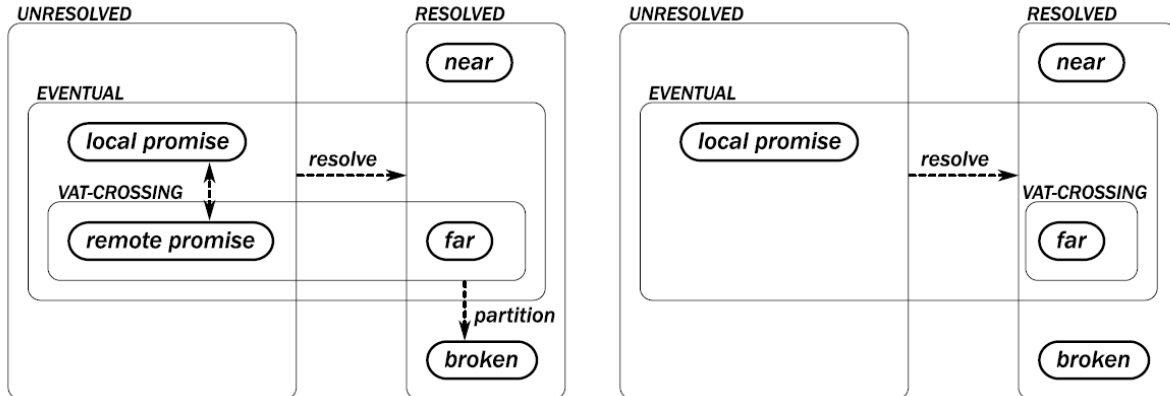 UNRESOLVED
RESOLVED
near
EVENTUAL
local promise
resolve
VAT-CROSSING
remote promise
far
partition
broken
UNRESOLVED
RESOLVED
near
EVENTUAL
local promise
resolve
VAT-CROSSING
far
broken